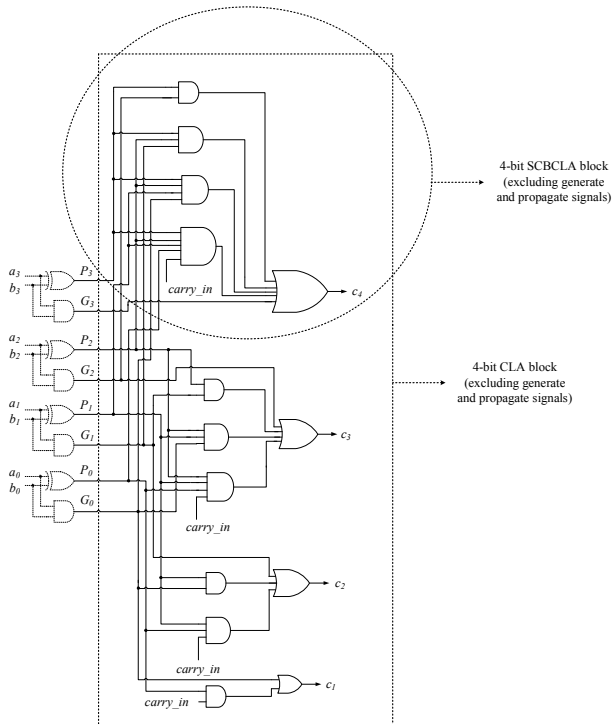 4-bit SCBCLA block
(excluding generate
and propagate signals)
a3
b3
P3
G3
carry_in
c4
a2
b2
P2
G2
4-bit CLA block
(excluding generate
and propagate signals)
a1
b1
P1
G1
c3
a0
b0
P0
G0
carry_in
c2
carry_in
c1
carry_in